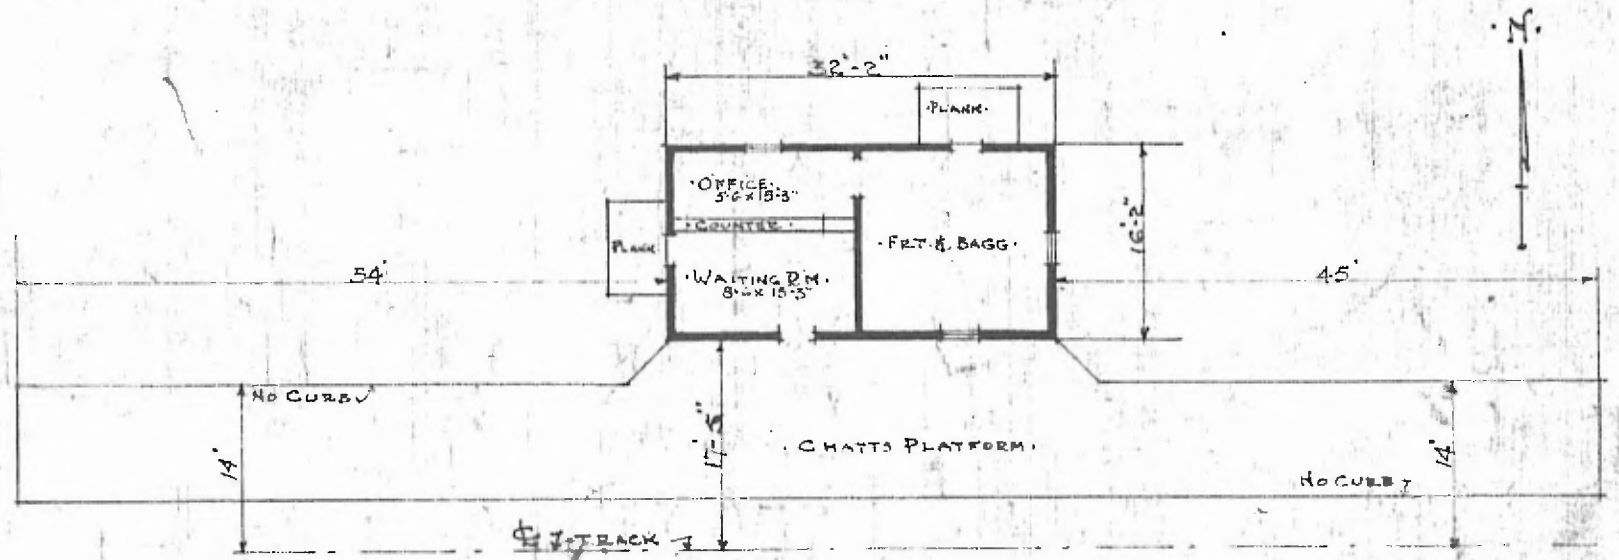 ·N·
32'-2"
·PLANK·
·OFFICE·
5-6 x 15-3"
·COUNTER·
PLANK
·FRT. & BAGG·
16'-2"
54'
·WAITING RM·
8-6 x 15-3"
45'
NO CURB
14'
17'-5"
·CHATTS PLATFORM·
14'
NO CURB
℄ TRACK